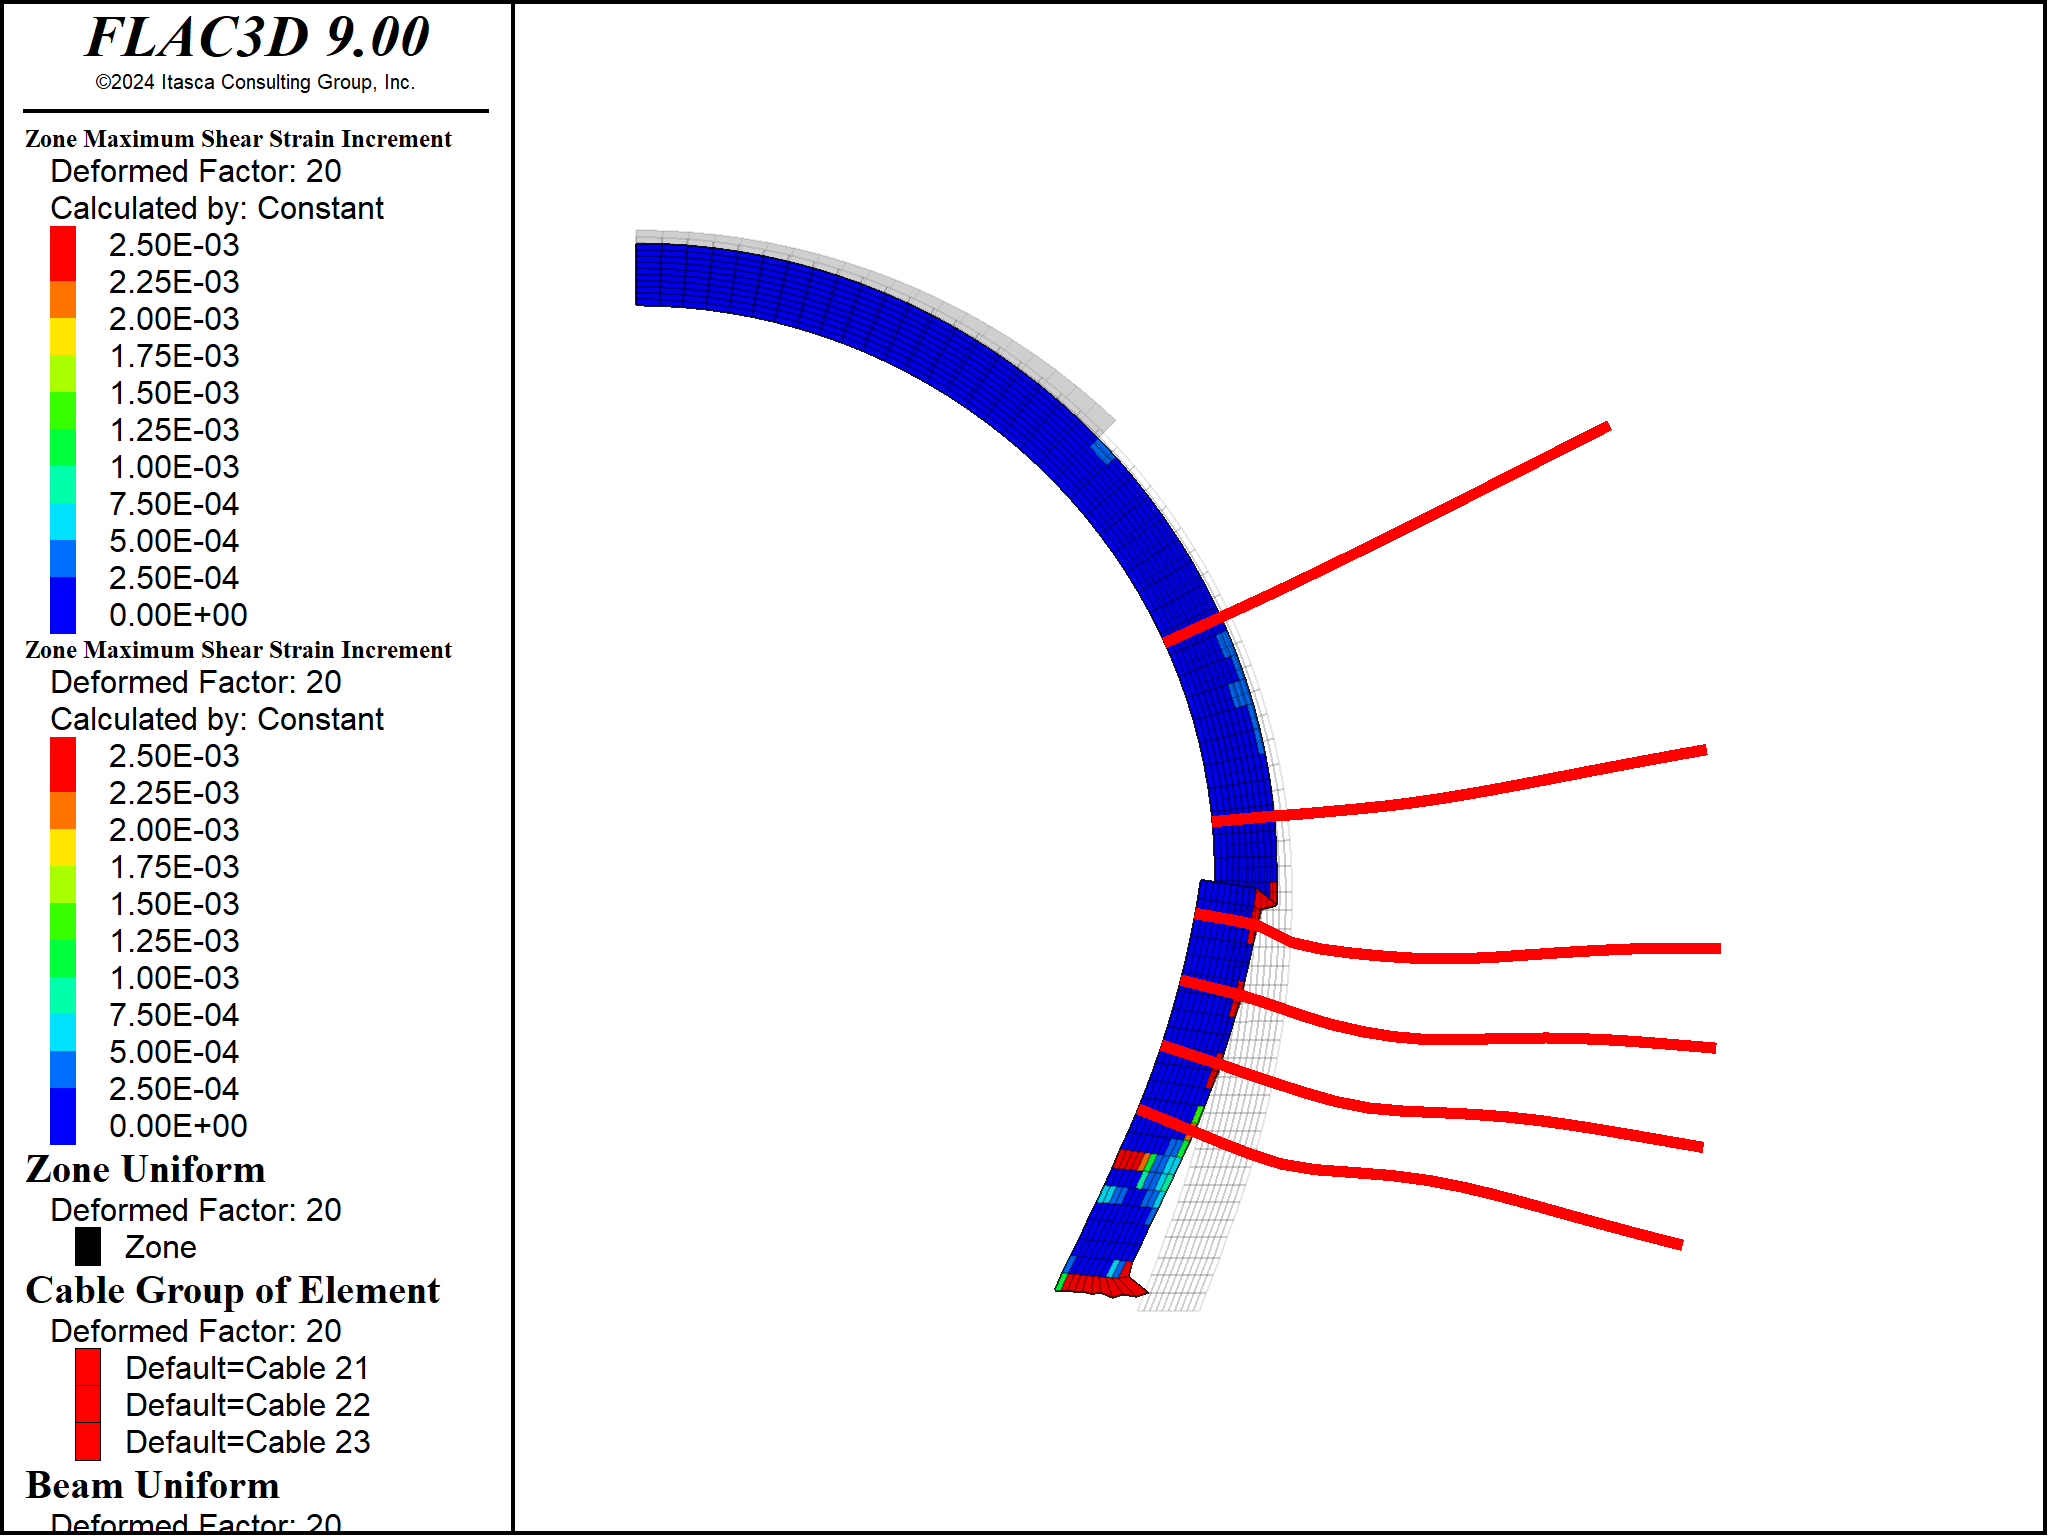 FLAC3D 9.00
©2024 Itasca Consulting Group, Inc.
Zone Maximum Shear Strain Increment
Deformed Factor: 20
Calculated by: Constant
2.50E-03
2.25E-03
2.00E-03
1.75E-03
1.50E-03
1.25E-03
1.00E-03
7.50E-04
5.00E-04
2.50E-04
0.00E+00
Zone Maximum Shear Strain Increment
Deformed Factor: 20
Calculated by: Constant
2.50E-03
2.25E-03
2.00E-03
1.75E-03
1.50E-03
1.25E-03
1.00E-03
7.50E-04
5.00E-04
2.50E-04
0.00E+00
Zone Uniform
Deformed Factor: 20
Zone
Cable Group of Element
Deformed Factor: 20
Default=Cable 21
Default=Cable 22
Default=Cable 23
Beam Uniform
Deformed Factor: 20